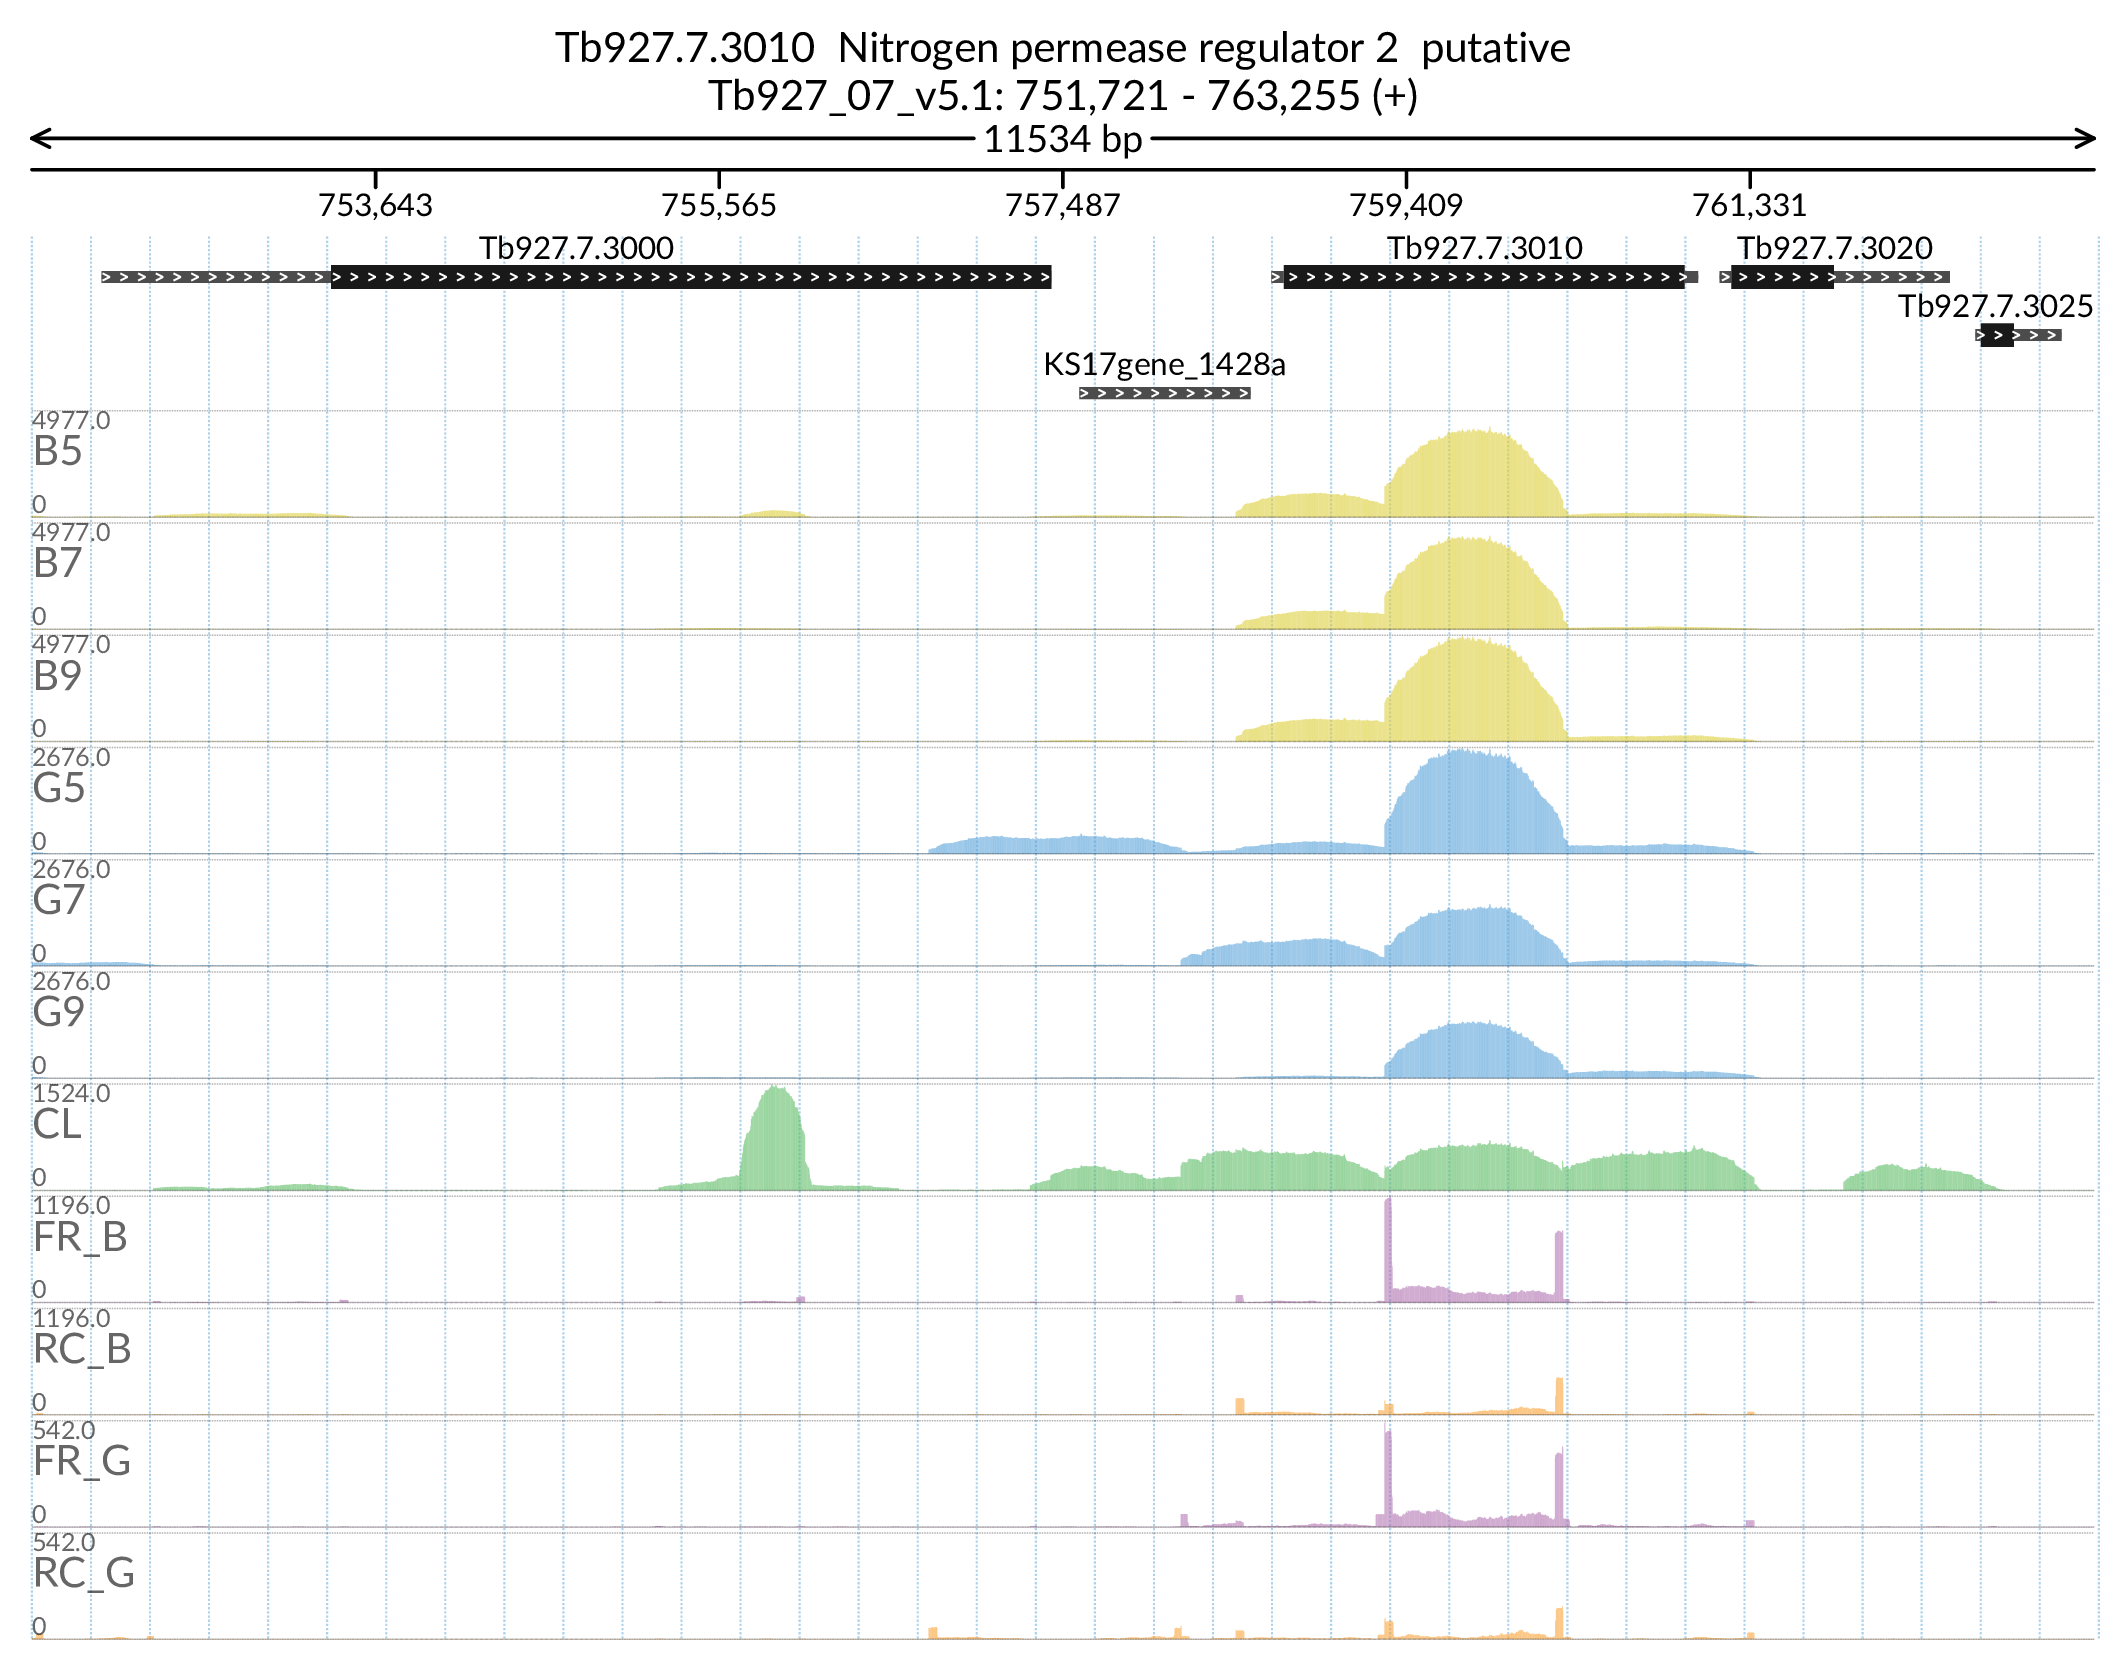 Tb927.7.3010  Nitrogen permease regulator 2  putative
Tb927_07_v5.1: 751,721 - 763,255 (+)
11534 bp
753,643 755,565 757,487 759,409 761,331
Tb927.7.3000 Tb927.7.3010 Tb927.7.3020
Tb927.7.3025
KS17gene_1428a
4977.0
B5
0
4977.0
B7
0
4977.0
B9
0
2676.0
G5
0
2676.0
G7
0
2676.0
G9
0
1524.0
CL
0
1196.0
FR_B
0
1196.0
RC_B
0
542.0
FR_G
0
542.0
RC_G
0